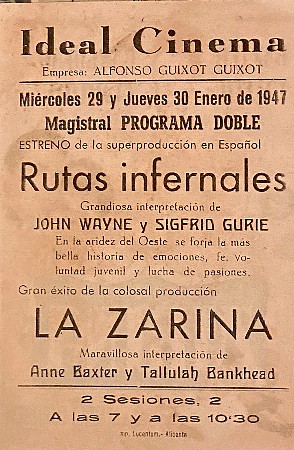 Ideal Cinema
Empresa: ALFONSO GUIXOT GUIXOT
Miércoles 29 y Jueves 30 Enero de 1947
Magistral PROGRAMA DOBLE
ESTRENO de la superproducción en Español
Rutas infernales
Grandiosa interpretación de
JOHN WAYNE y SIGFRID GURIE
En la aridez del Oeste se forja la más
bella historia de emociones, fe, vo-
luntad juvenil y lucha de pasiones.
Gran éxito de la colosal producción
LA ZARINA
Maravillosa interpretación de
Anne Baxter y Tallulah Bankhead
2 Sesiones, 2
A las 7 y a las 10'30
Alicante